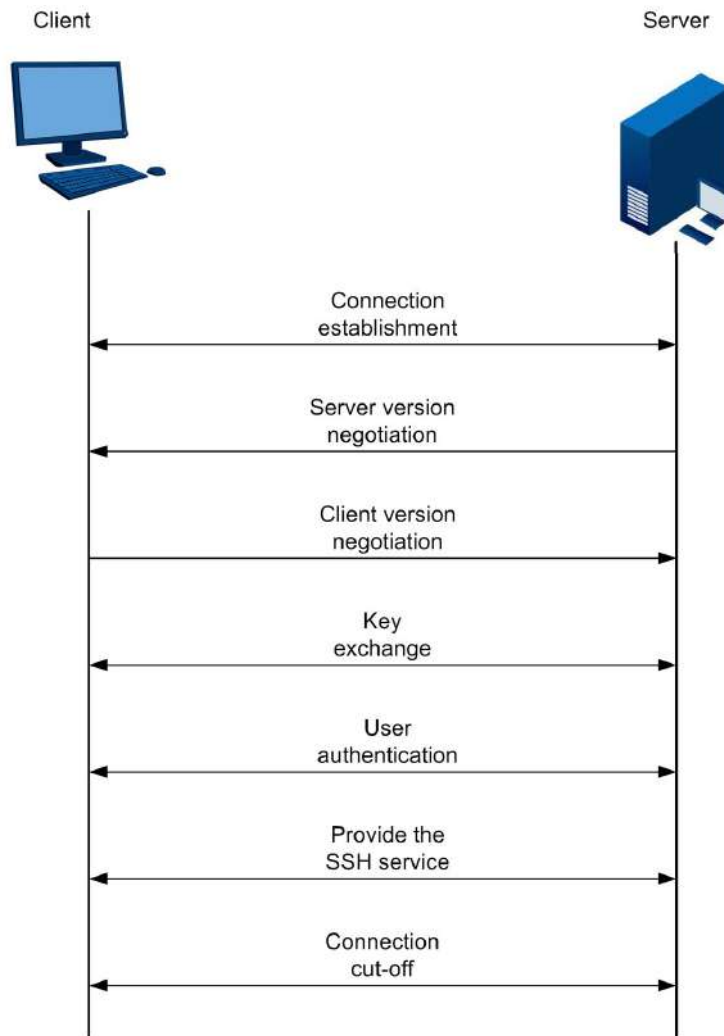 Client
Server
Connection
establishment
Server version
negotiation
Client version
negotiation
Key
exchange
User
authentication
Provide the
SSH service
Connection
cut-off